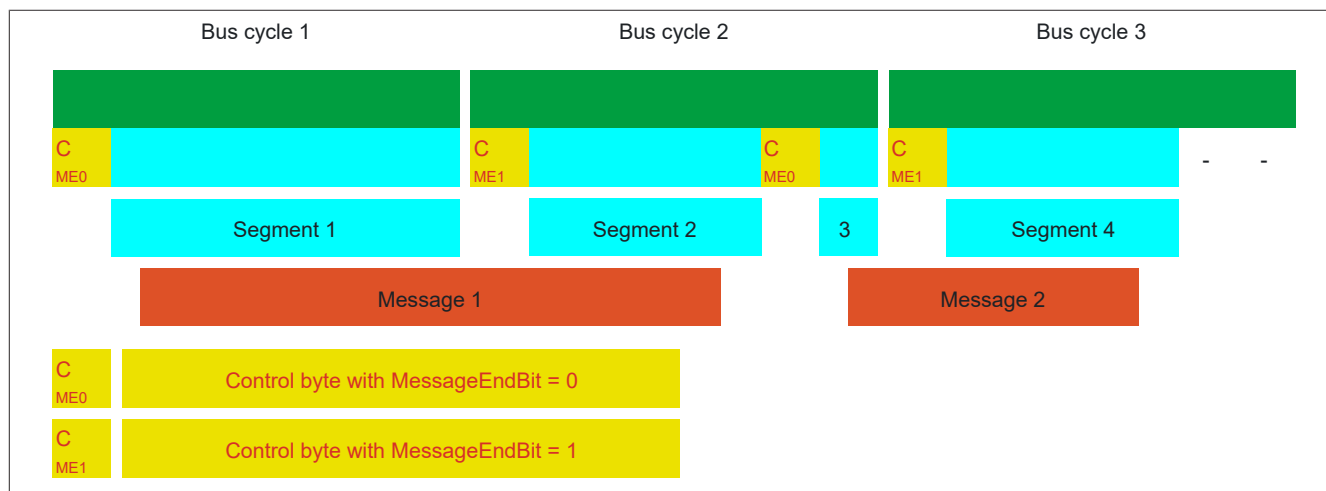 Bus cycle 1 Bus cycle 2 Bus cycle 3
C C C C
ME0 ME1 ME0 ME1 - -
Segment 1 Segment 2 3 Segment 4
Message 1 Message 2
C
ME0 Control byte with MessageEndBit = 0
C
ME1 Control byte with MessageEndBit = 1